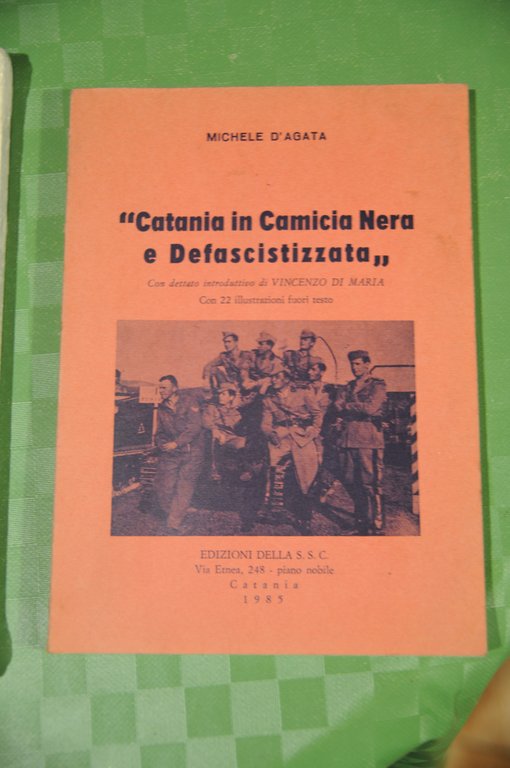 MICHELE D'AGATA
"Catania in Camicia Nera
e Defascistizzata„
Con dettato introduttivo di VINCENZO DI MARIA
Con 22 illustrazioni fuori testo
EDIZIONI DELLA S. S. C.
Via Etnea, 248 - piano nobile
Catania
1985